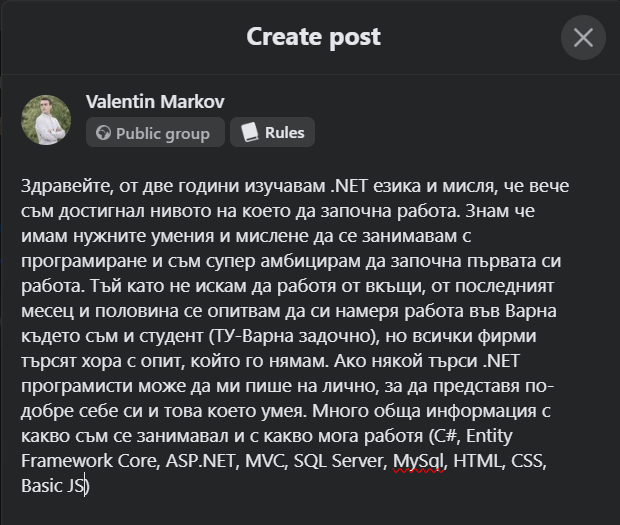 Create post
Valentin Markov
Public group
Rules
Здравейте, от две години изучавам .NET езика и мисля, че вече
съм достигнал нивото на което да започна работа. Знам че
имам нужните умения и мислене да се занимавам с
програмиране и съм супер амбицирам да започна първата си
работа. Тъй като не искам да работя от вкъщи, от последният
месец и половина се опитвам да си намеря работа във Варна
където съм и студент (ТУ-Варна задочно), но всички фирми
търсят хора с опит, който го нямам. Ако някой търси .NET
програмисти може да ми пише на лично, за да представя по-
добре себе си и това което умея. Много обща информация с
какво съм се занимавал и с какво мога работя (C#, Entity
Framework Core, ASP.NET, MVC, SQL Server, MySql, HTML, CSS,
Basic JS)